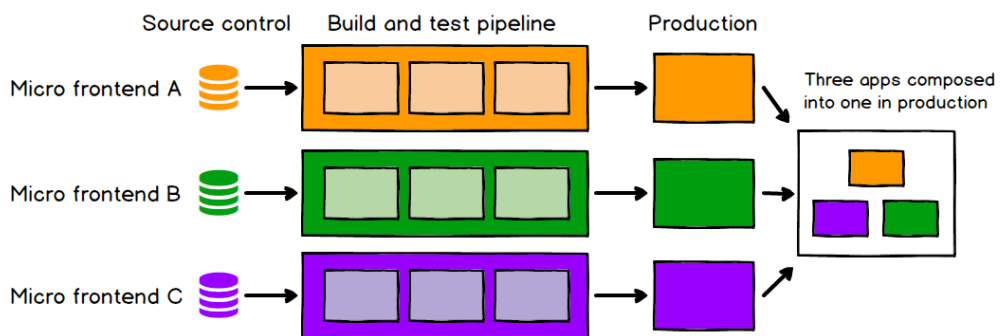 Source control
Build and test pipeline
Production
Micro frontend A
Three apps composed
into one in production
Micro frontend B
Micro frontend C